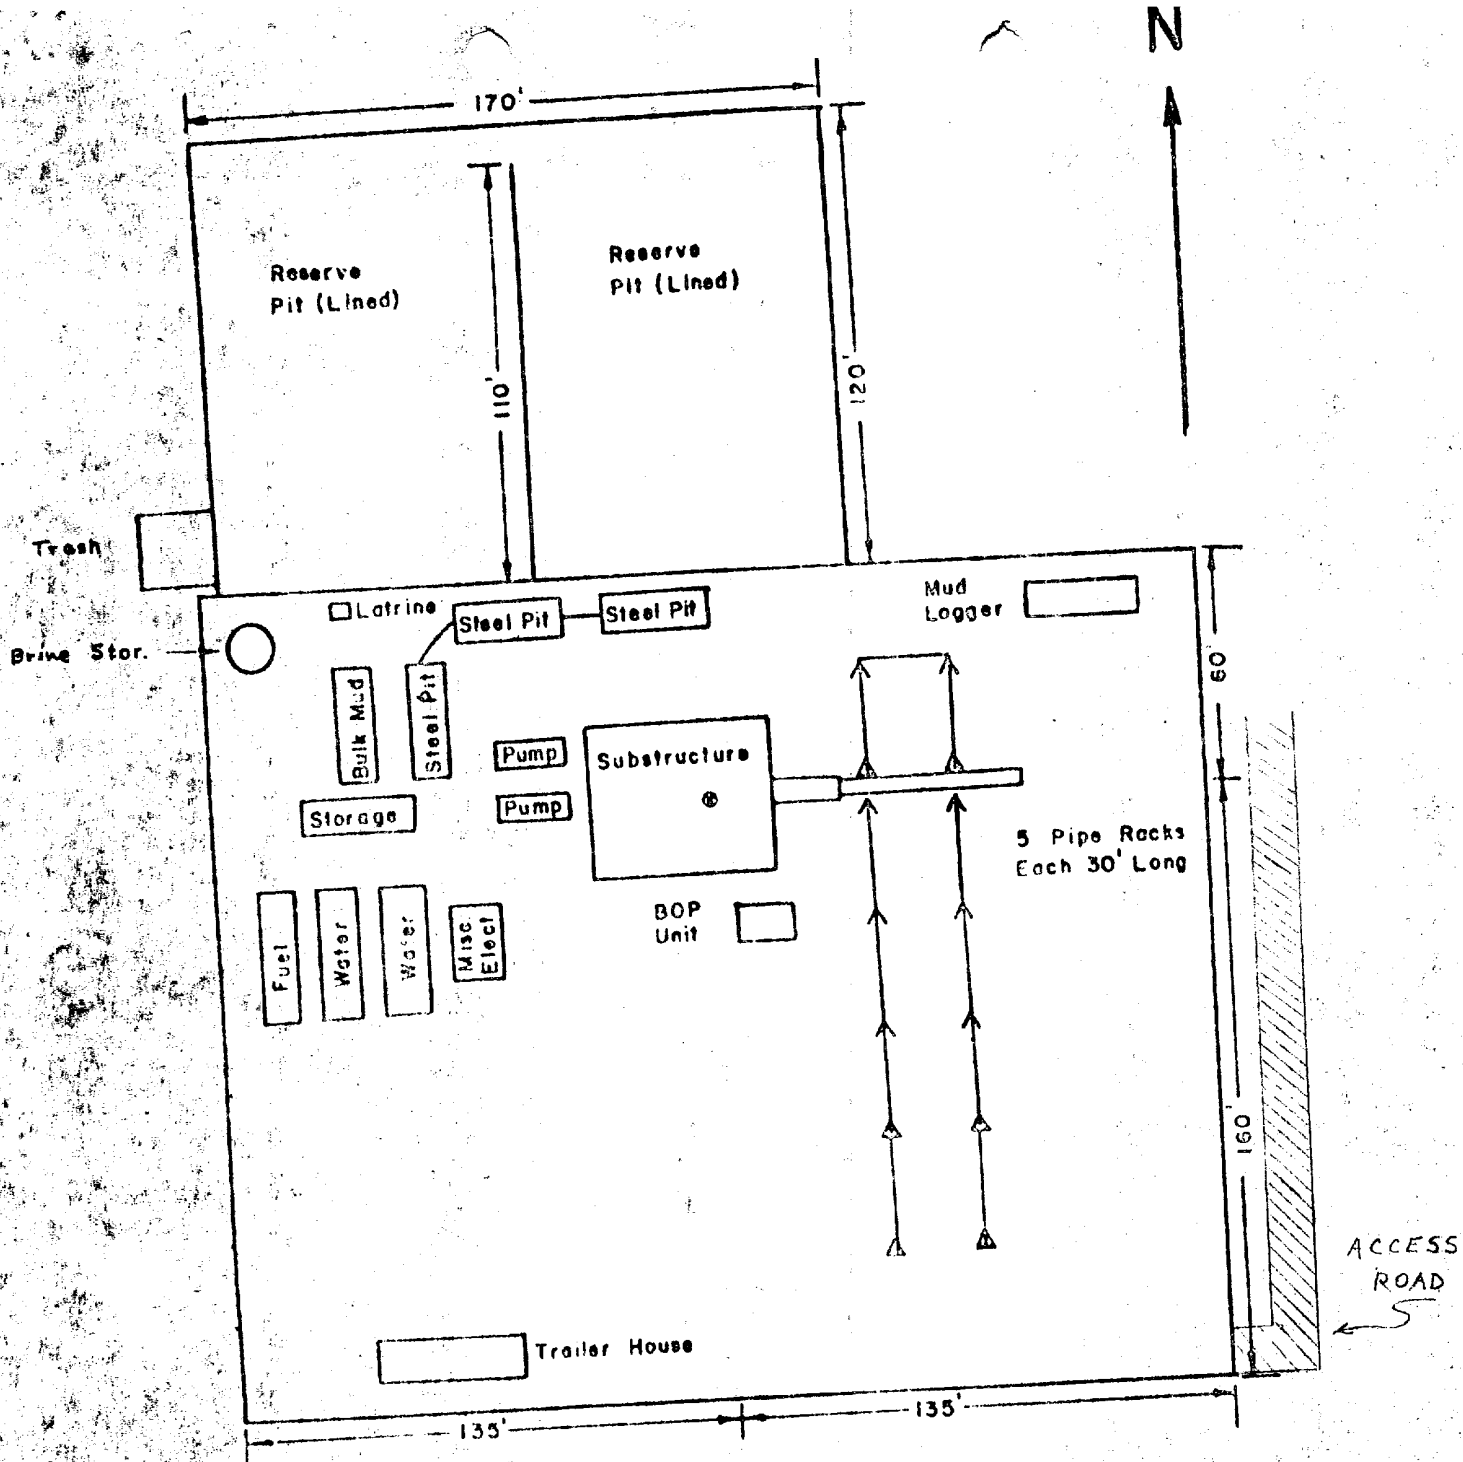 N
170'
Reserve
Pit (Lined)
Reserve
Pit (Lined)
110'
120'
Trash
Latrine
Steel Pit
Steel Pit
Mud
Logger
Brine Stor.
Bulk Mud
Steel Pit
60'
Pump
Substructure
Storage
Pump
5 Pipe Racks
Each 30' Long
Fuel
Water
Water
Misc.
Elect
BOP
Unit
160'
ACCESS
ROAD
Trailer House
135'
135'